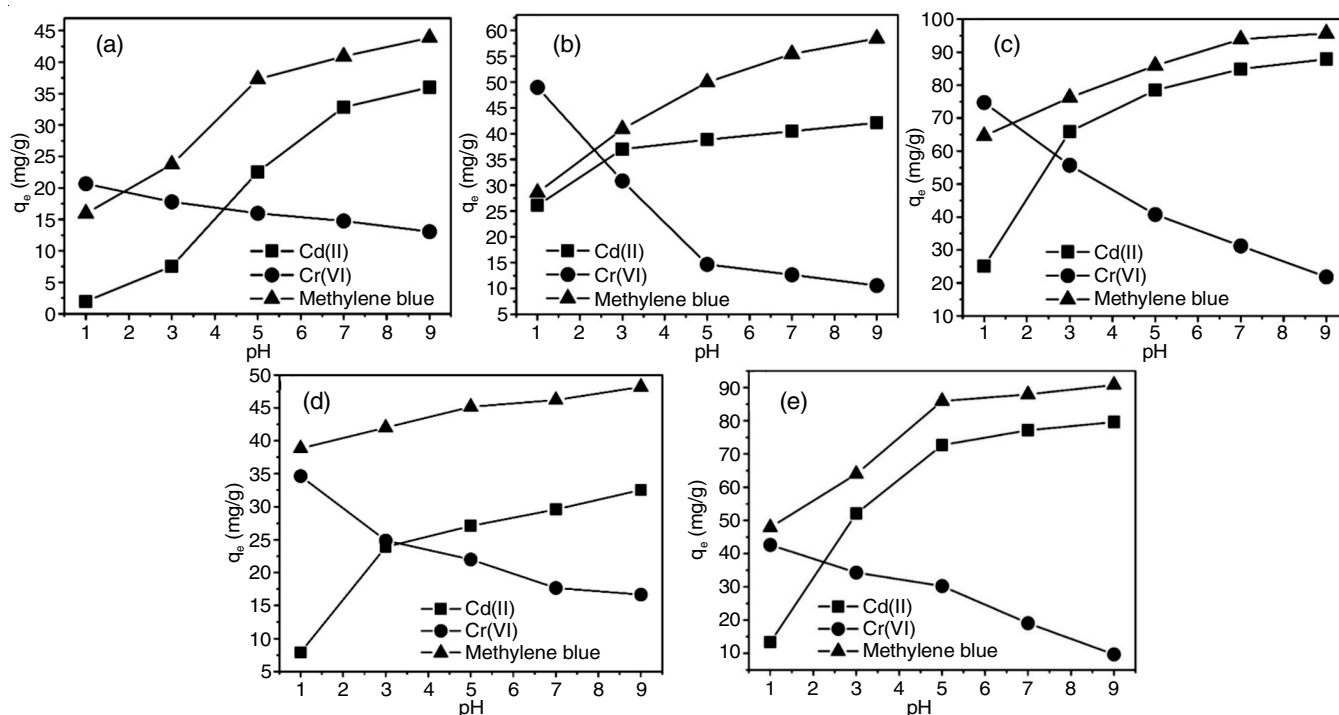 (a)
45
40
35
30
25
20
15
10
5
0
qe (mg/g)
Cd(II)
Cr(VI)
Methylene blue
1 2 3 4 5 6 7 8 9
pH
(b)
60
55
50
45
40
35
30
25
20
15
10
5
qe (mg/g)
Cd(II)
Cr(VI)
Methylene blue
1 2 3 4 5 6 7 8 9
pH
(c)
100
90
80
70
60
50
40
30
20
10
qe (mg/g)
Cd(II)
Cr(VI)
Methylene blue
1 2 3 4 5 6 7 8 9
pH
(d)
50
45
40
35
30
25
20
15
10
5
qe (mg/g)
Cd(II)
Cr(VI)
Methylene blue
1 2 3 4 5 6 7 8 9
pH
(e)
90
80
70
60
50
40
30
20
10
qe (mg/g)
Cd(II)
Cr(VI)
Methylene blue
1 2 3 4 5 6 7 8 9
pH